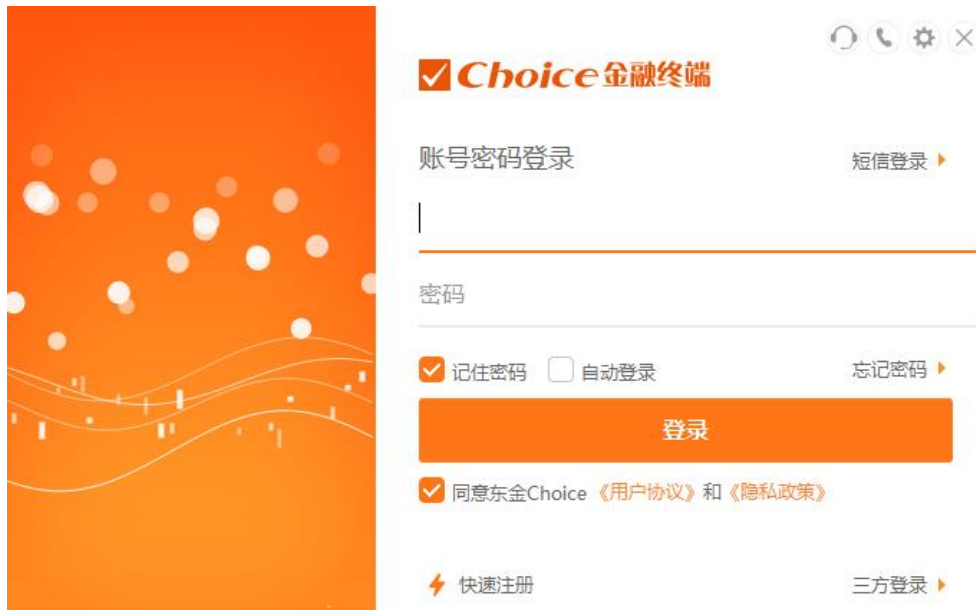 Choice金融终端
账号密码登录 短信登录
密码
记住密码 自动登录 忘记密码
登录
同意东金Choice《用户协议》和《隐私政策》
快速注册 三方登录